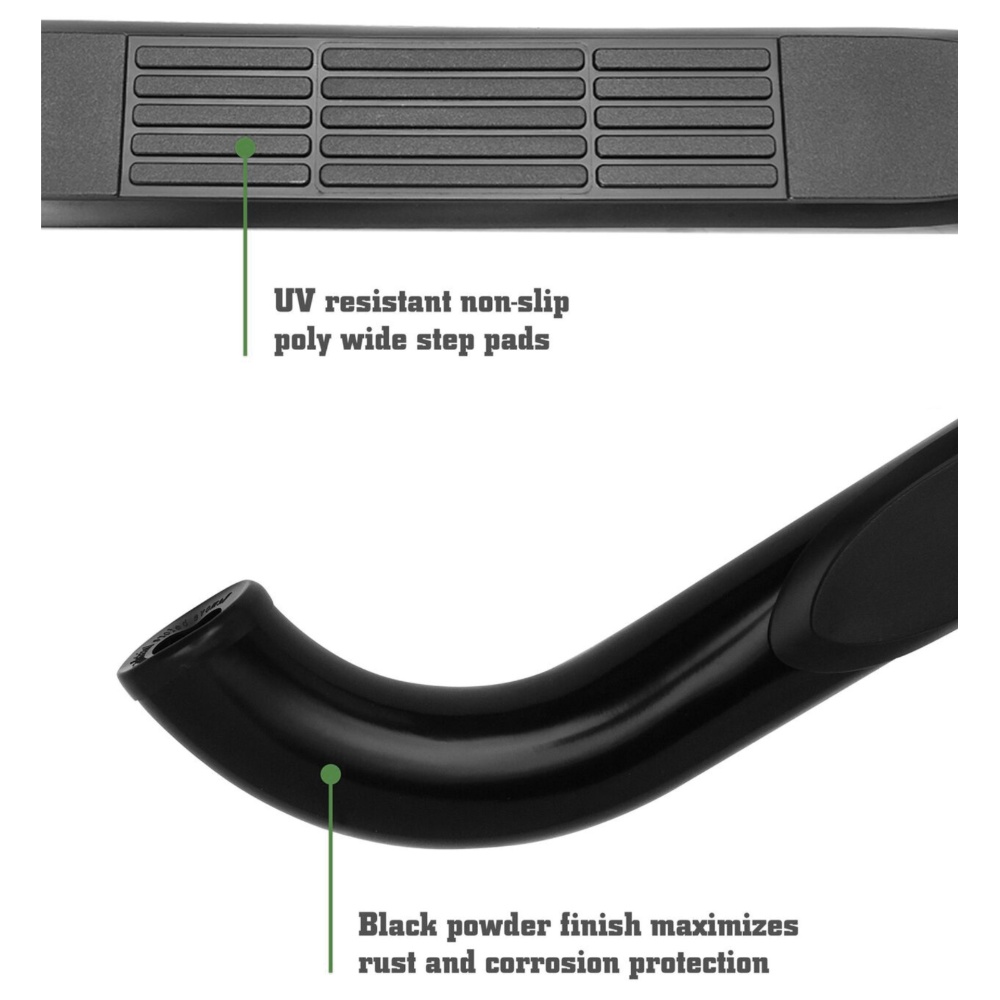 UV resistant non-slip
poly wide step pads
Black powder finish maximizes
rust and corrosion protection